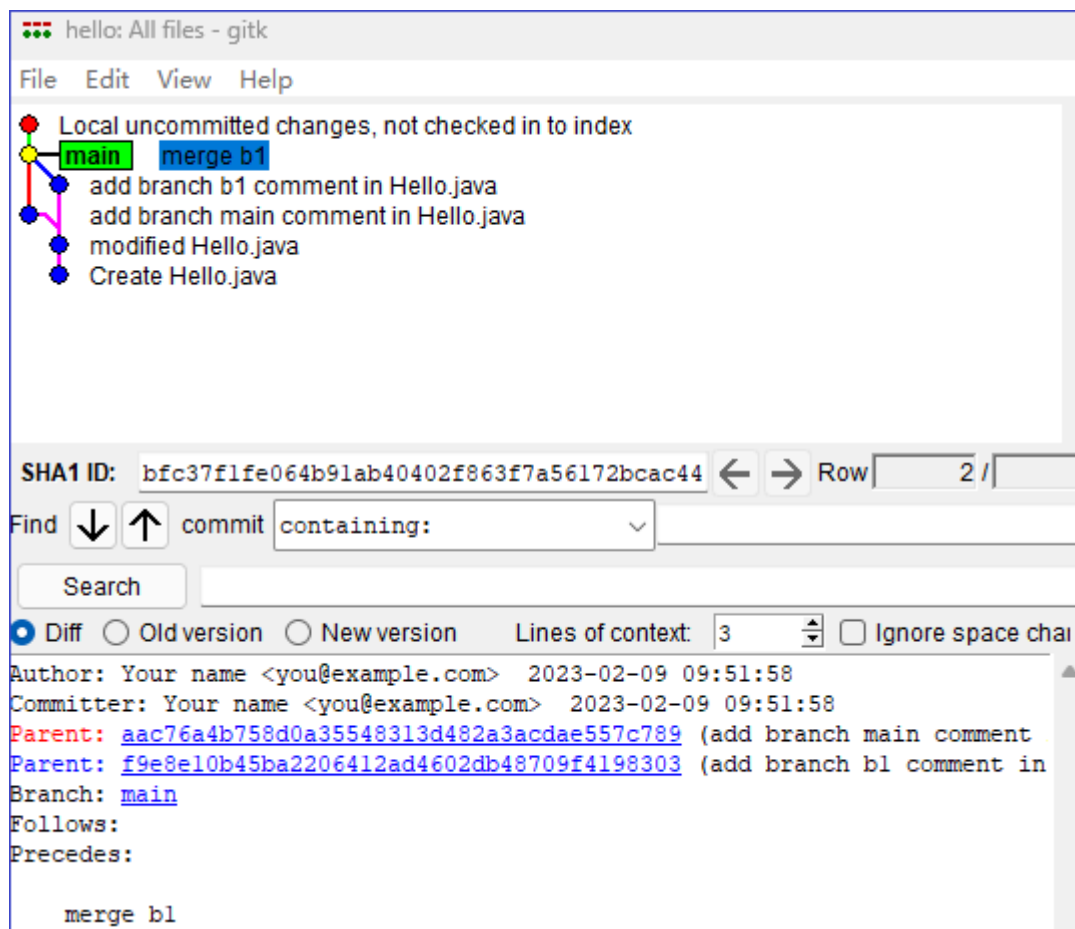 hello: All files - gitk
File Edit View Help
Local uncommitted changes, not checked in to index
main merge b1
add branch b1 comment in Hello.java
add branch main comment in Hello.java
modified Hello.java
Create Hello.java
SHA1 ID: bfc37f1fe064b91ab40402f863f7a56172bcac44 Row 2 /
Find commit containing:
Search
Diff Old version New version Lines of context: 3 Ignore space chai
Author: Your name <you@example.com> 2023-02-09 09:51:58
Committer: Your name <you@example.com> 2023-02-09 09:51:58
Parent: aac76a4b758d0a35548313d482a3acdae557c789 (add branch main comment
Parent: f9e8e10b45ba2206412ad4602db48709f4198303 (add branch b1 comment in
Branch: main
Follows:
Precedes:
merge b1